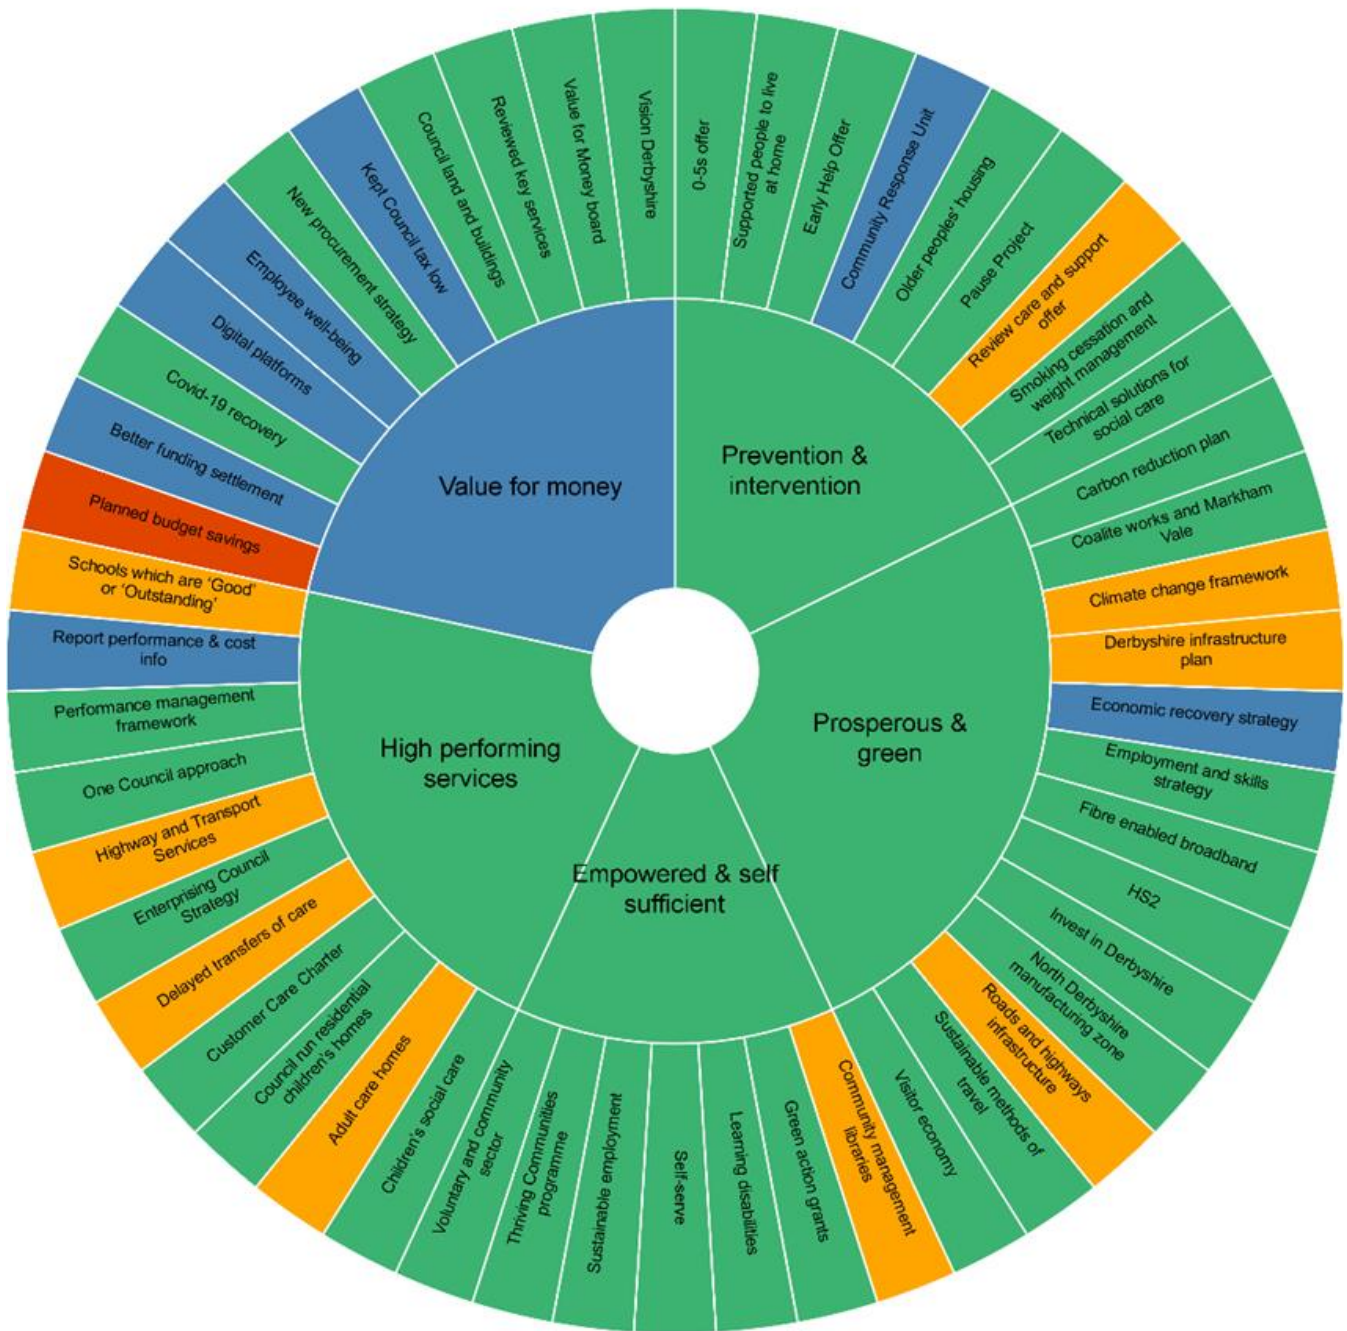 Value for money
Prevention &
intervention
Prosperous &
green
Empowered & self
sufficient
High performing
services
0-5s offer
Supported people to live
at home
Early Help Offer
Community Response Unit
Older peoples' housing
Pause Project
Review care and support
offer
Smoking cessation and
weight management
Technical solutions for
social care
Carbon reduction plan
Coalite works and Markham
Vale
Climate change framework
Derbyshire infrastructure
plan
Economic recovery strategy
Employment and skills
strategy
Fibre enabled broadband
HS2
Invest in Derbyshire
North Derbyshire
manufacturing zone
Roads and highways
infrastructure
Sustainable methods of
travel
Visitor economy
Community management
libraries
Green action grants
Learning disabilities
Self-serve
Sustainable employment
Thriving Communities
programme
Voluntary and community
sector
Children's social care
Adult care homes
Council run residential
children's homes
Customer Care Charter
Delayed transfers of care
Enterprising Council
Strategy
Highway and Transport
Services
One Council approach
Performance management
framework
Report performance & cost
info
Schools which are 'Good'
or 'Outstanding'
Planned budget savings
Better funding settlement
Covid-19 recovery
Digital platforms
Employee well-being
New procurement strategy
Kept Council tax low
Council land and buildings
Reviewed key services
Value for Money board
Vision Derbyshire